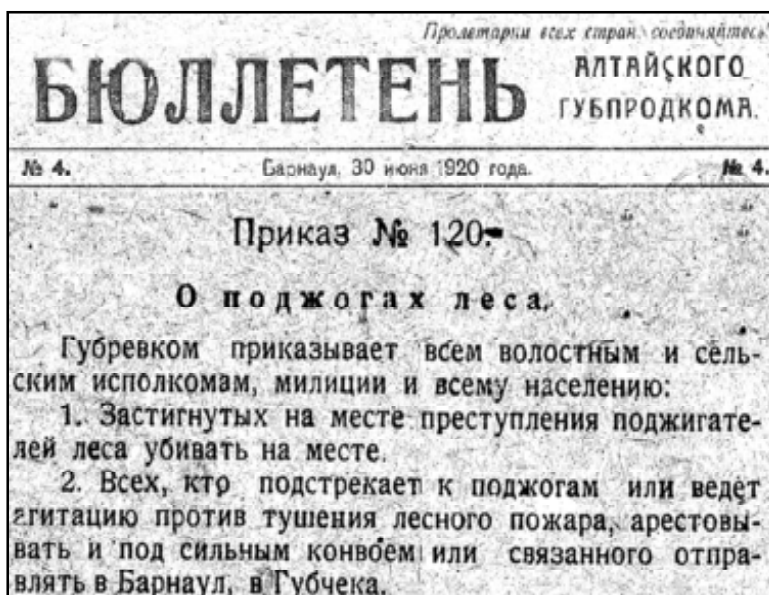 Пролетарии всех стран, соединяйтесь!
БЮЛЛЕТЕНЬ
АЛТАЙСКОГО
ГУБПРОДКОМА.
№ 4. Барнаул, 30 июня 1920 года. № 4.
Приказ № 120.
О поджогах леса.
Губревком приказывает всем волостным и сель-
ским исполкомам, милиции и всему населению:
1. Застигнутых на месте преступления поджигате-
лей леса убивать на месте.
2. Всех, кто подстрекает к поджогам или ведет
агитацию против тушения лесного пожара, арестовы-
вать и под сильным конвоем или связанного отпра-
влять в Барнаул, в Губчека.